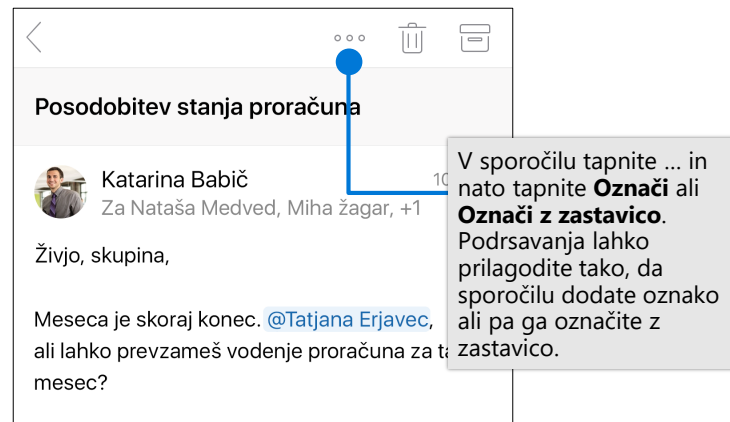 Posodobitev stanja proračuna
Katarina Babič
10
Za Nataša Medved, Miha žagar, +1
Živjo, skupina,
Meseca je skoraj konec. @Tatjana Erjavec,
ali lahko prevzameš vodenje proračuna za
mesec?
V sporočilu tapnite ... in
nato tapnite Označi ali
Označi z zastavico.
Podrsavanja lahko
prilagodite tako, da
sporočilu dodate oznako
ali pa ga označite z
zastavico.